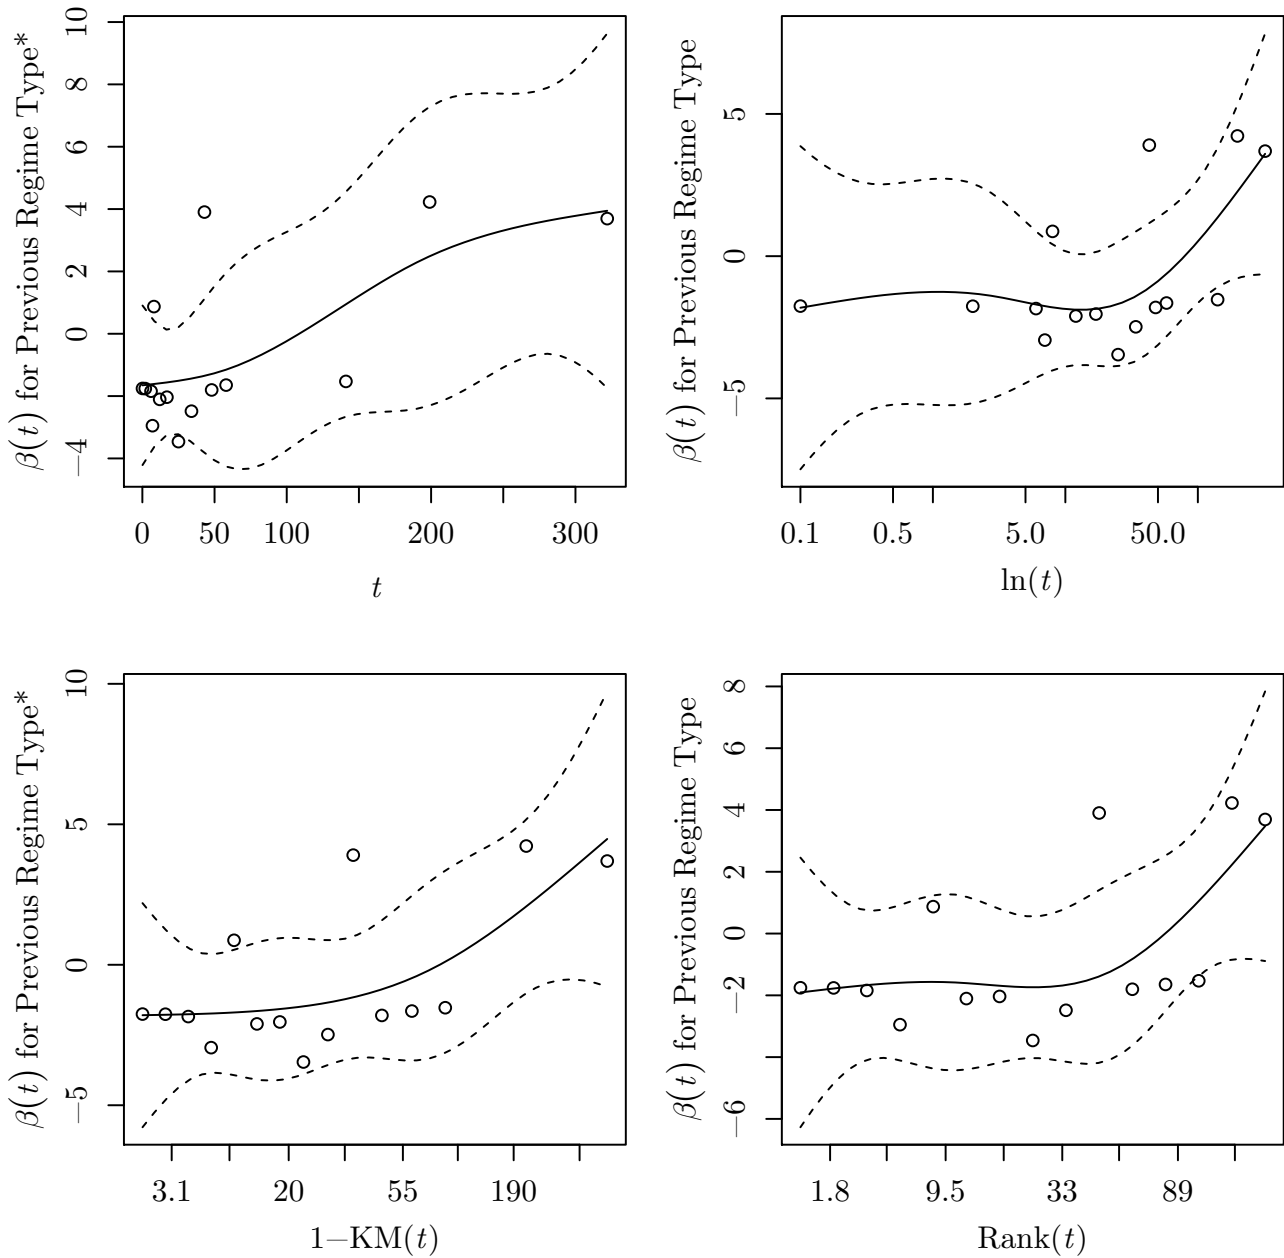 β(t) for Previous Regime Type*
10
8
6
4
2
0
−4
0 50 100 200 300
t
β(t) for Previous Regime Type
5
0
−5
0.1 0.5 5.0 50.0
ln(t)
β(t) for Previous Regime Type*
10
5
0
−5
3.1 20 55 190
1−KM(t)
β(t) for Previous Regime Type
8
6
4
2
0
−2
−6
1.8 9.5 33 89
Rank(t)